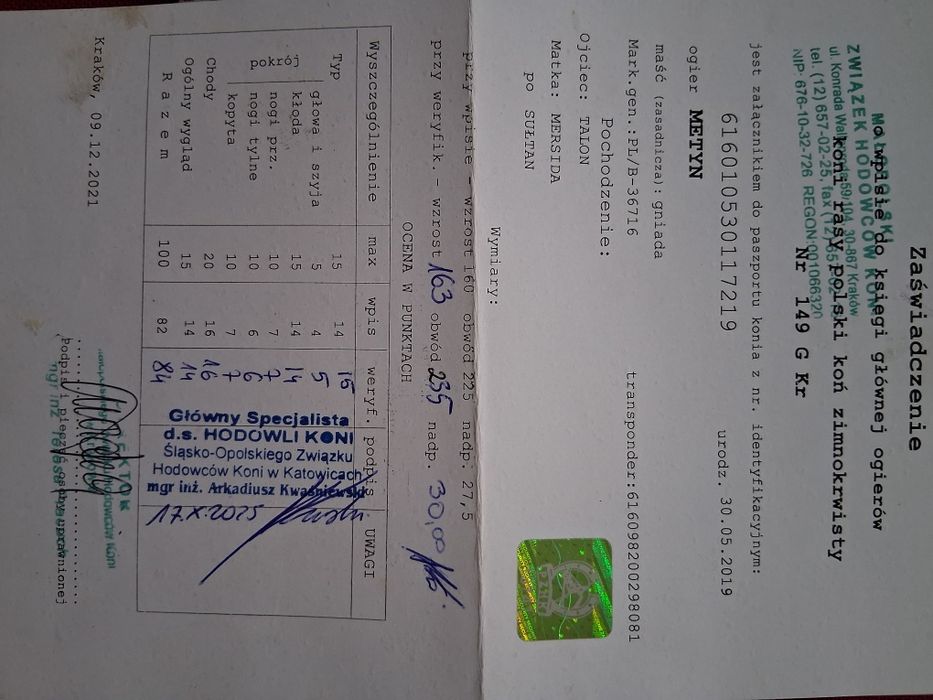 Zaświadczenie
o wpisie do księgi głównej ogierów
koni rasy polski koń zimnokrwisty
Nr 149 G Kr
ZWIĄZEK HODOWCÓW KONI
ul. Konrada Wallenroda 59/104, 30-867 Kraków
tel. (12) 657-02-25, fax (12)
NIP: 676-10-32-726 REGON:001066320
jest załącznikiem do paszportu konia z nr. identyfikacyjnym:
616010530117219 urodz. 30.05.2019
ogier METYN
maść (zasadnicza): gniada
Mark.gen.:PL/B-36716 transponder:616098200298081
Pochodzenie:
Ojciec: TALON
Matka: MERSIDA
po SUŁTAN
Wymiary:
przy wpisie - wzrost 160 obwód 225 nadp: 27,5
przy weryfik. - wzrost 163 obwód 235 nadp. 30,00
OCENA W PUNKTACH
Wyszczególnienie max wpis weryf. podpis UWAGI
Typ 15 14 15
pokrój
głowa i szyja 5 4 5
kłoda 15 14 14
nogi prz. 10 7 7
nogi tylne 10 6 6
kopyta 10 7 7
Chody 20 16 16
Ogólny wygląd 15 14 14
R a z e m 100 82 84
Główny Specjalista
d.s. HODOWLI KONI
Śląsko-Opolskiego Związku
Hodowców Koni w Katowicach
mgr inż. Arkadiusz Kwaśniewski
17.X.2025
Kraków, 09.12.2021
podpis i pieczęć osoby uprawnionej